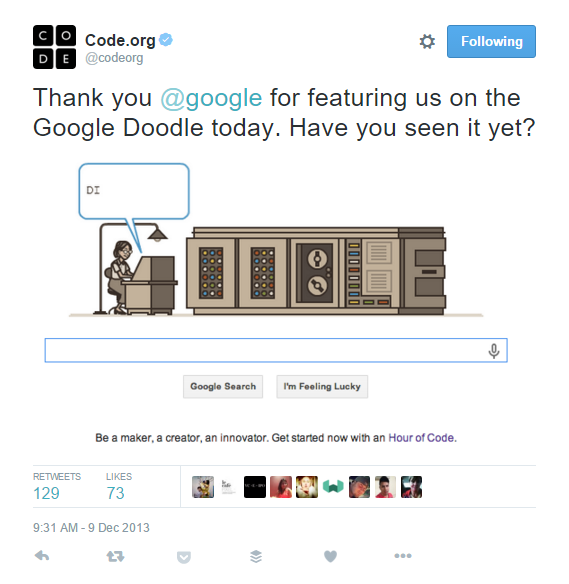 CO
DE
Code.org
@codeorg
Following
Thank you @google for featuring us on the
Google Doodle today. Have you seen it yet?
DI
Google Search
I'm Feeling Lucky
Be a maker, a creator, an innovator. Get started now with an Hour of Code.
RETWEETS LIKES
129 73
9:31 AM - 9 Dec 2013